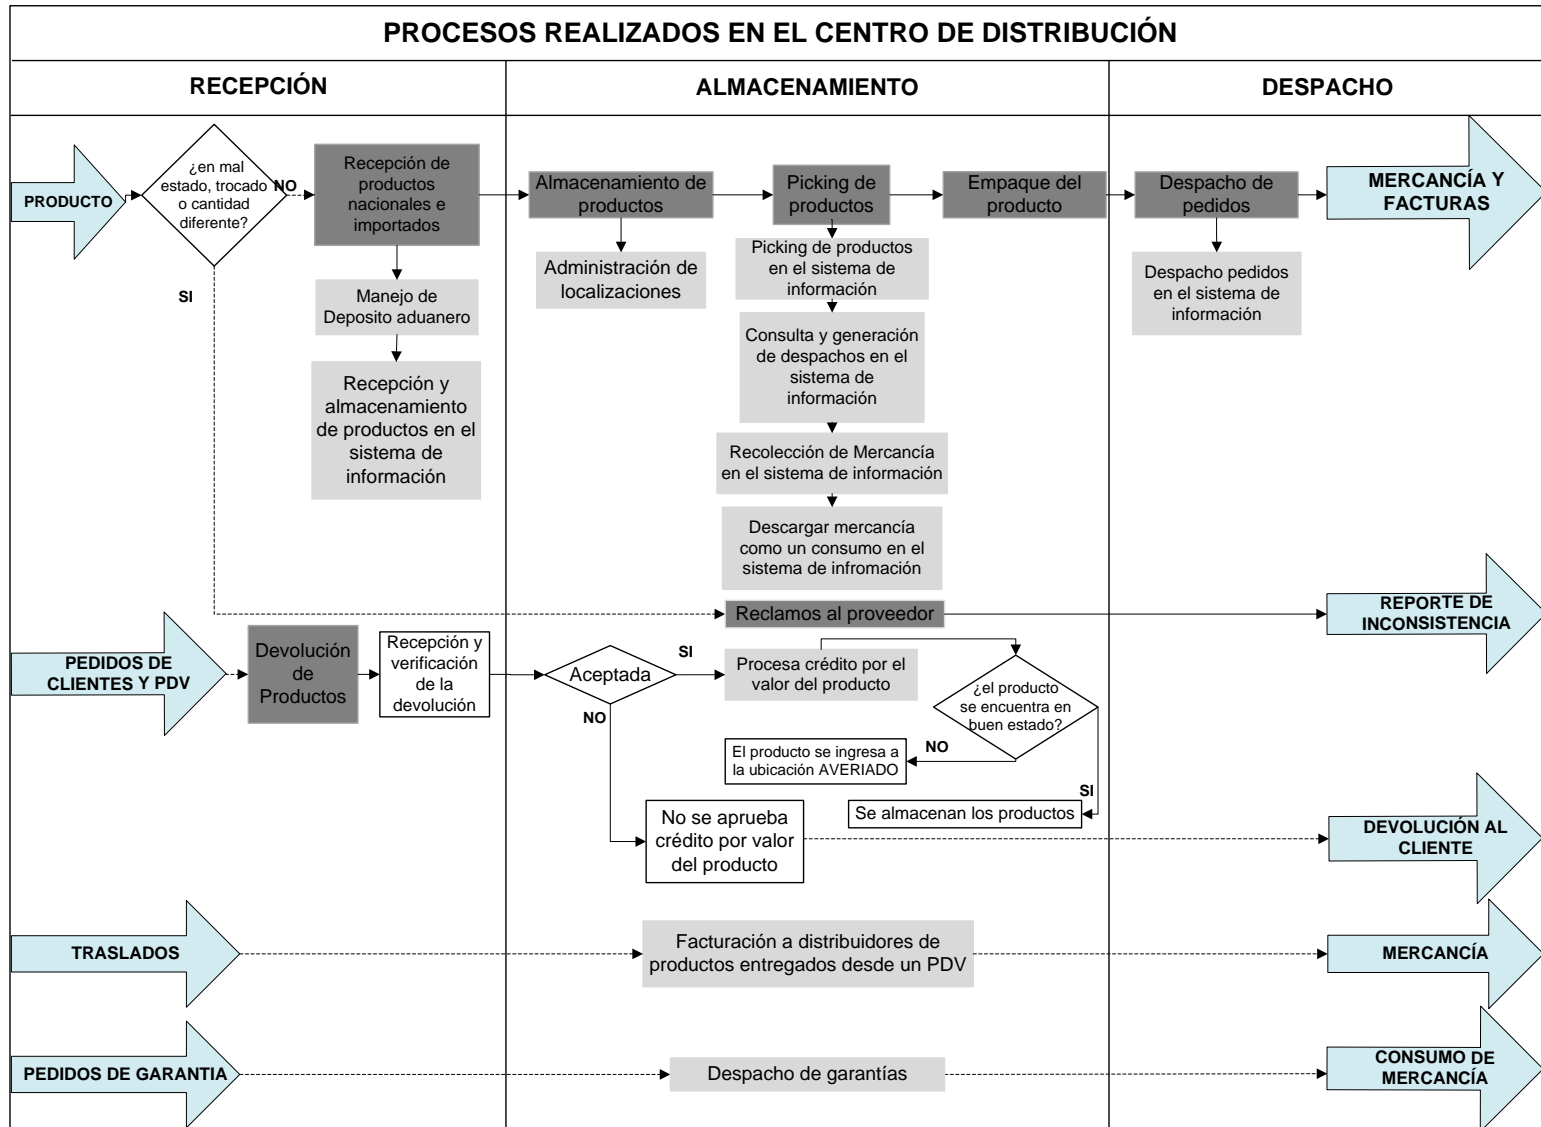 PROCESOS REALIZADOS EN EL CENTRO DE DISTRIBUCIÓN
RECEPCIÓN
ALMACENAMIENTO
DESPACHO
PRODUCTO
¿en mal
estado, trocado
o cantidad
diferente?
NO
SI
Recepción de
productos
nacionales e
importados
Manejo de
Deposito aduanero
Recepción y
almacenamiento
de productos en el
sistema de
información
Almacenamiento de
productos
Administración de
localizaciones
Picking de
productos
Picking de productos
en el sistema de
información
Consulta y generación
de despachos en el
sistema de
información
Recolección de Mercancía
en el sistema de información
Descargar mercancía
como un consumo en el
sistema de infromación
Empaque del
producto
Despacho de
pedidos
Despacho pedidos
en el sistema de
información
MERCANCÍA Y
FACTURAS
Reclamos al proveedor
REPORTE DE
INCONSISTENCIA
PEDIDOS DE
CLIENTES Y PDV
Devolución
de
Productos
Recepción y
verificación
de la
devolución
Aceptada
SI
NO
Procesa crédito por el
valor del producto
¿el producto
se encuentra en
buen estado?
NO
SI
El producto se ingresa a
la ubicación AVERIADO
Se almacenan los productos
No se aprueba
crédito por valor
del producto
DEVOLUCIÓN AL
CLIENTE
TRASLADOS
Facturación a distribuidores de
productos entregados desde un PDV
MERCANCÍA
PEDIDOS DE GARANTIA
Despacho de garantías
CONSUMO DE
MERCANCÍA